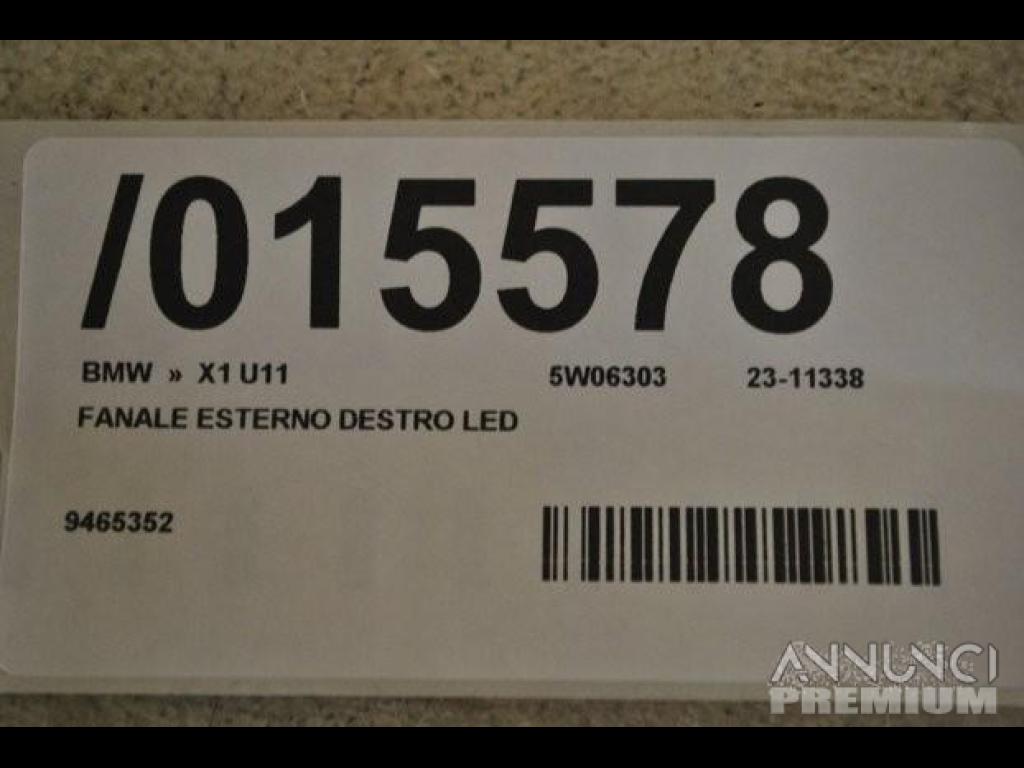 /015578
BMW » X1 U11 5W06303 23-11338
FANALE ESTERNO DESTRO LED
9465352
ANNUNCI
PREMIUM